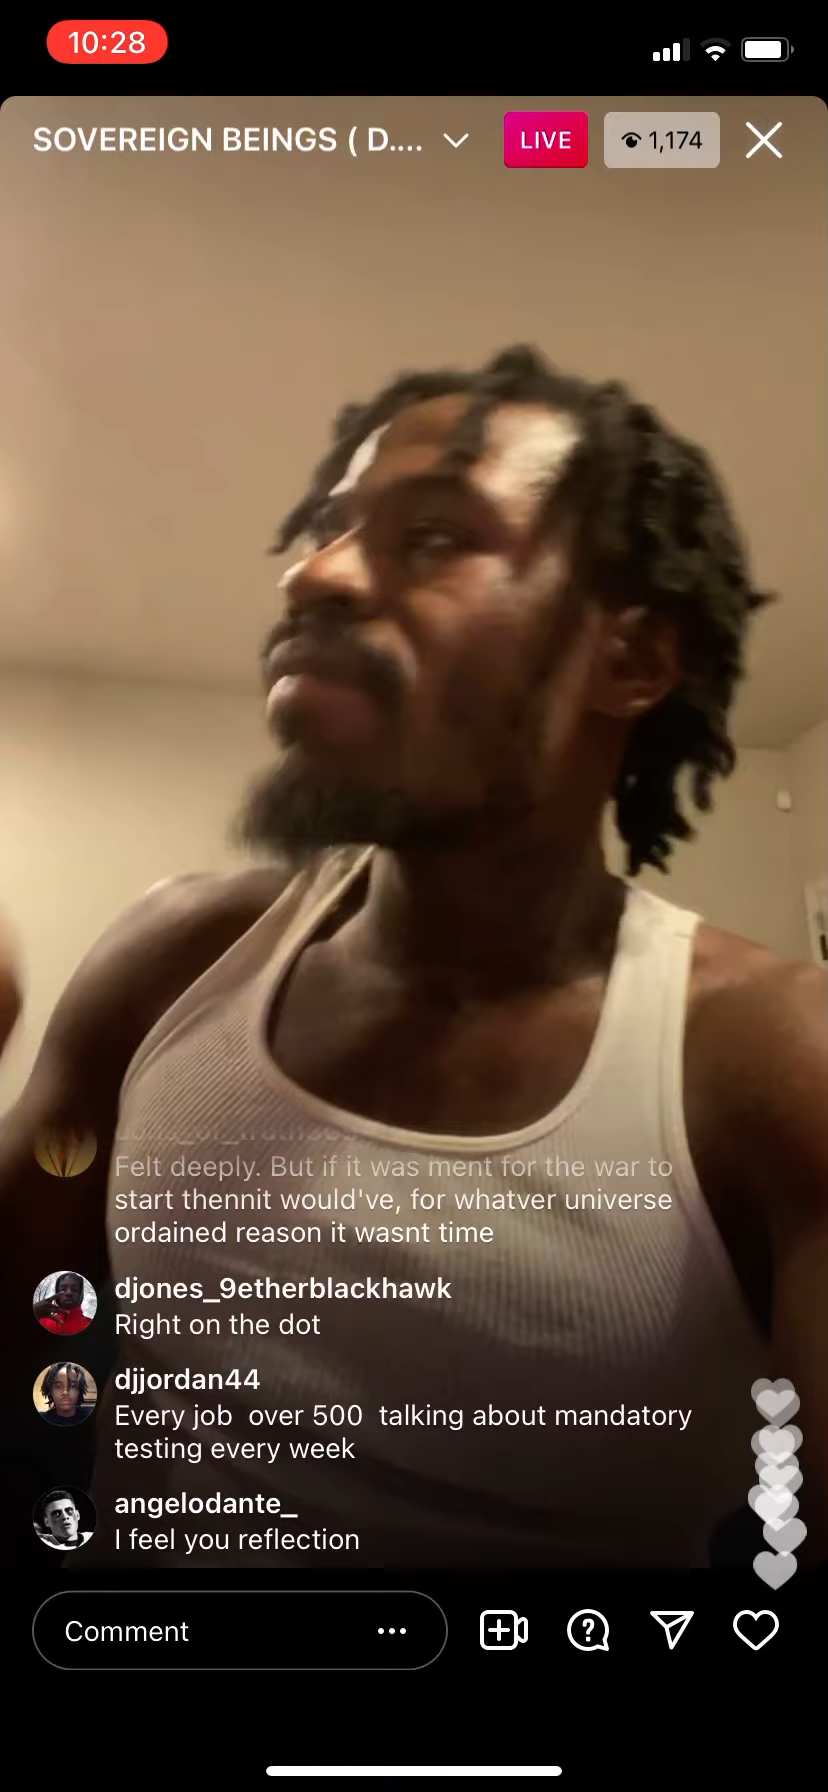 10:28
SOVEREIGN BEINGS ( D.... LIVE 1,174
Felt deeply. But if it was ment for the war to
start thennit would've, for whatver universe
ordained reason it wasnt time
djones_9etherblackhawk
Right on the dot
djjordan44
Every job  over 500  talking about mandatory
testing every week
angelodante_
I feel you reflection
Comment